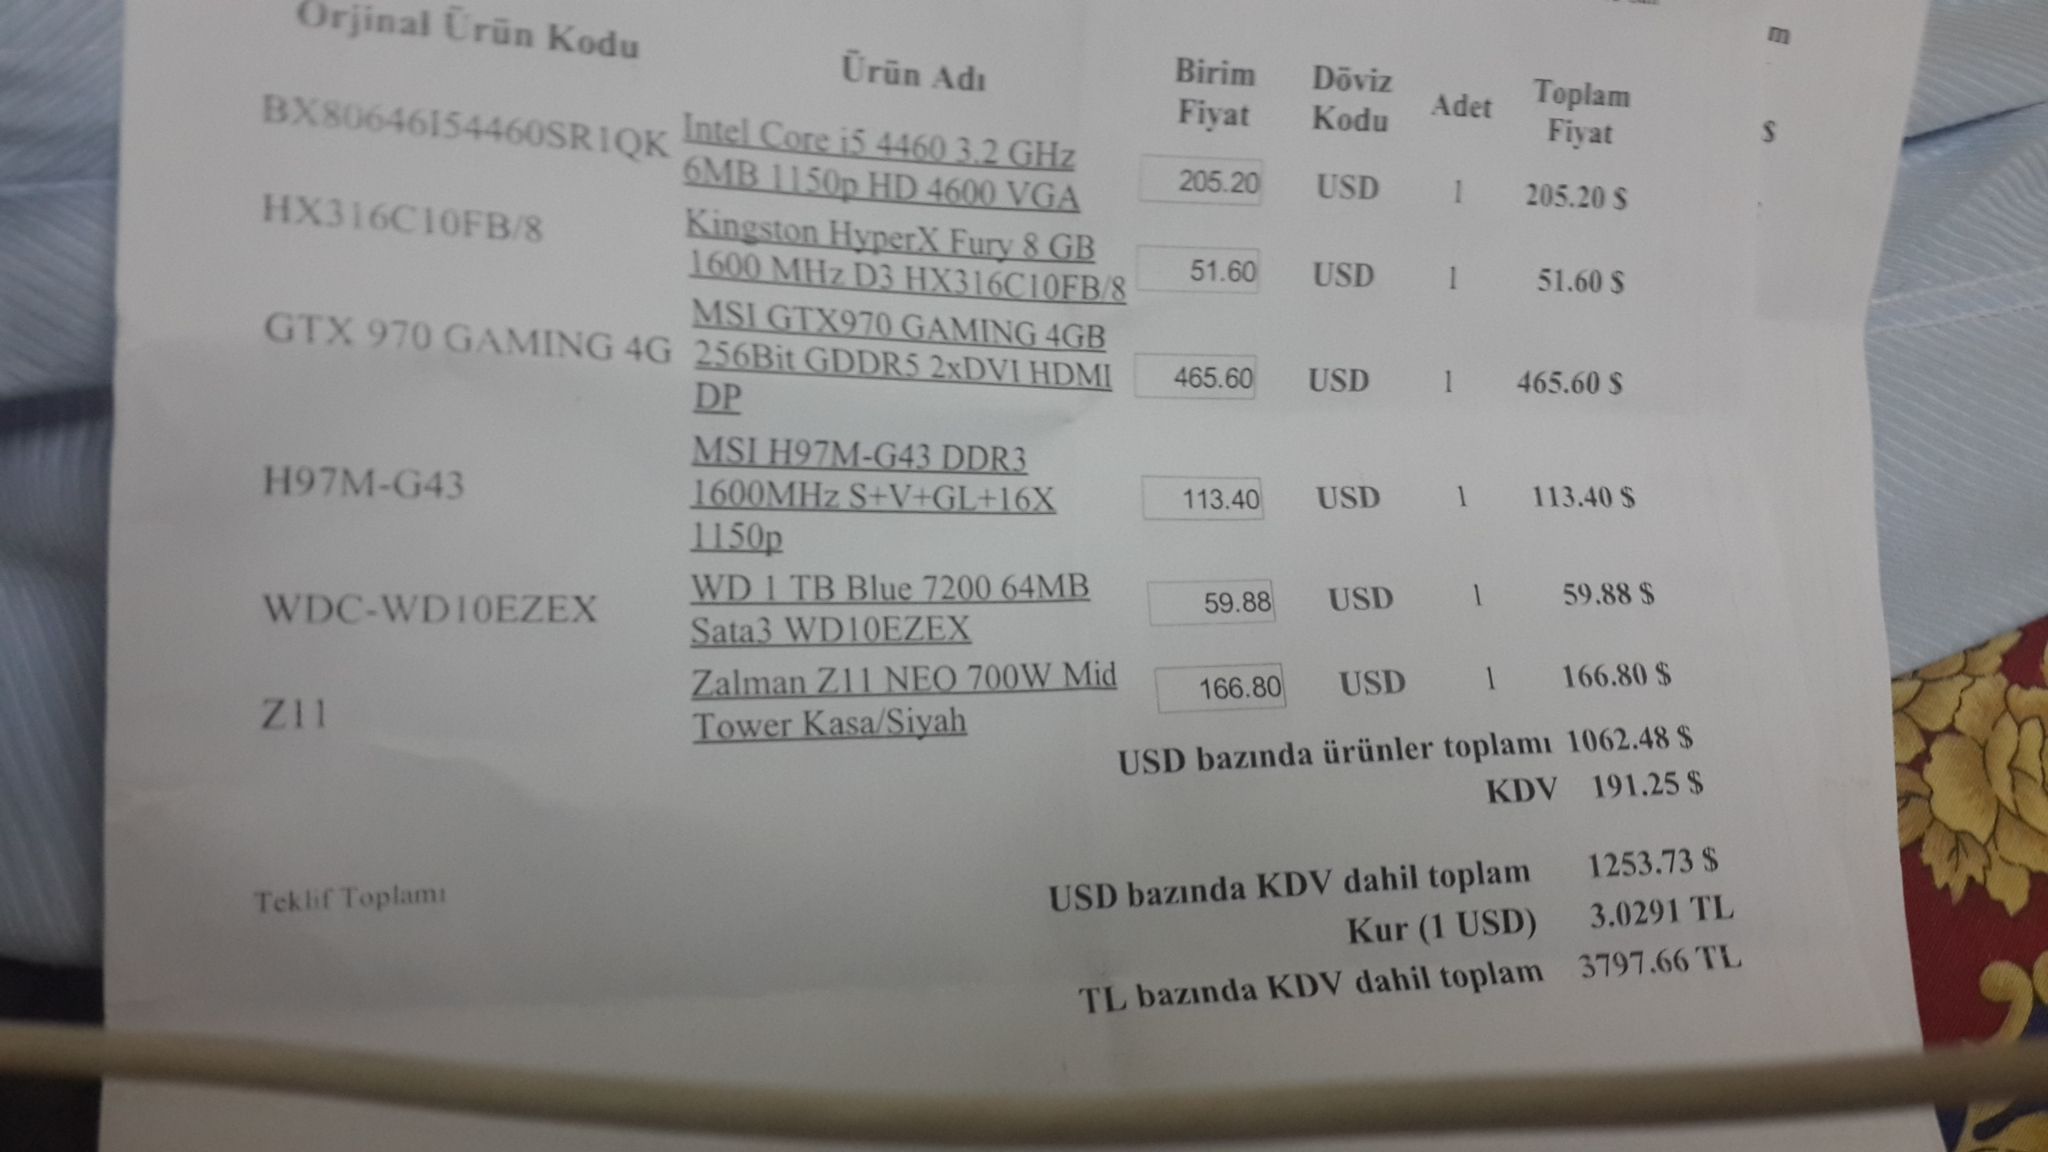 Orjinal Ürün Kodu Ürün Adı Birim Fiyat Döviz Kodu Adet Toplam Fiyat
m
$
BX80646I54460SR1QK Intel Core i5 4460 3.2 GHz
6MB 1150p HD 4600 VGA 205.20 USD 1 205.20 $
HX316C10FB/8 Kingston HyperX Fury 8 GB
1600 MHz D3 HX316C10FB/8 51.60 USD 1 51.60 $
GTX 970 GAMING 4G MSI GTX970 GAMING 4GB
256Bit GDDR5 2xDVI HDMI 465.60 USD 1 465.60 $
DP
MSI H97M-G43 DDR3
H97M-G43 1600MHz S+V+GL+16X 113.40 USD 1 113.40 $
1150p
WDC-WD10EZEX WD 1 TB Blue 7200 64MB 59.88 USD 1 59.88 $
Sata3 WD10EZEX
Z11 Zalman Z11 NEO 700W Mid 166.80 USD 1 166.80 $
Tower Kasa/Siyah
USD bazında ürünler toplamı 1062.48 $
KDV 191.25 $
Teklif Toplamı
USD bazında KDV dahil toplam 1253.73 $
Kur (1 USD) 3.0291 TL
TL bazında KDV dahil toplam 3797.66 TL